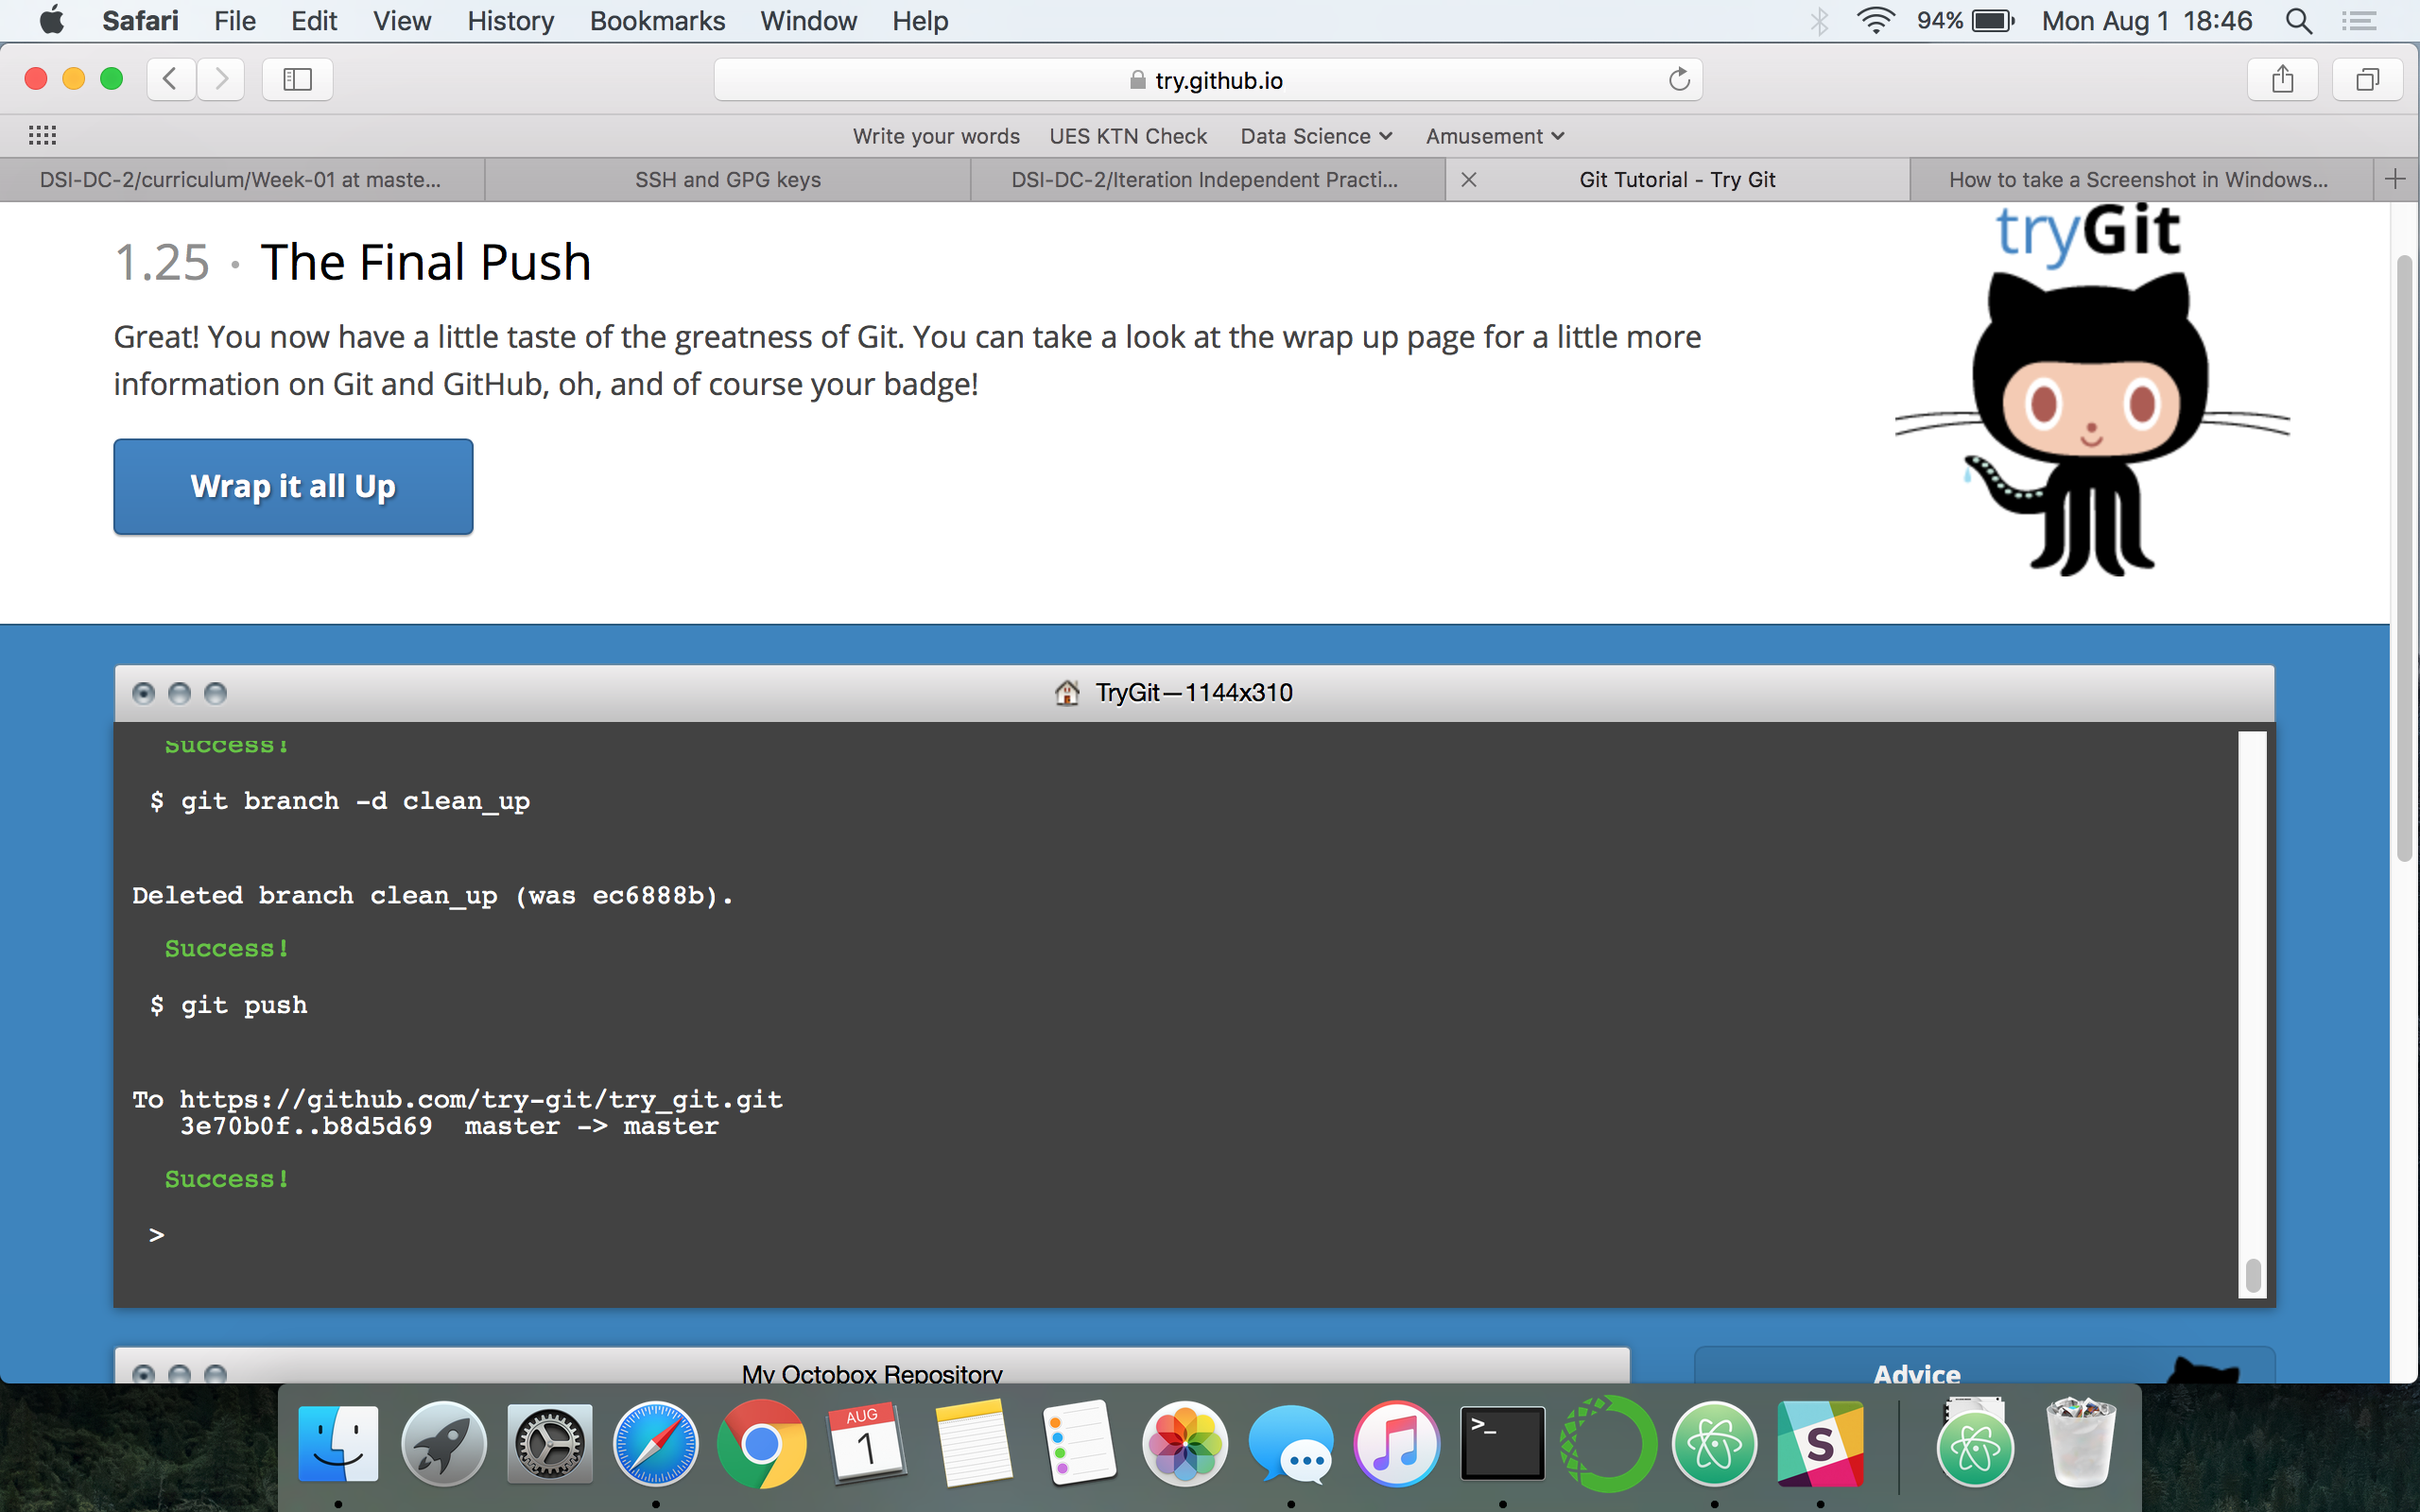 Safari File Edit View History Bookmarks Window Help 94% Mon Aug 1 18:46
try.github.io
Write your words UES KTN Check Data Science Amusement
DSI-DC-2/curriculum/Week-01 at maste... SSH and GPG keys DSI-DC-2/Iteration Independent Practi... Git Tutorial - Try Git How to take a Screenshot in Windows...
tryGit
1.25 · The Final Push
Great! You now have a little taste of the greatness of Git. You can take a look at the wrap up page for a little more
information on Git and GitHub, oh, and of course your badge!
Wrap it all Up
TryGit—1144x310
Success!
$ git branch -d clean_up
Deleted branch clean_up (was ec6888b).
Success!
$ git push
To https://github.com/try-git/try_git.git
3e70b0f..b8d5d69 master -> master
Success!
>
My Octobox Repository
Advice
AUG
1
>_
S